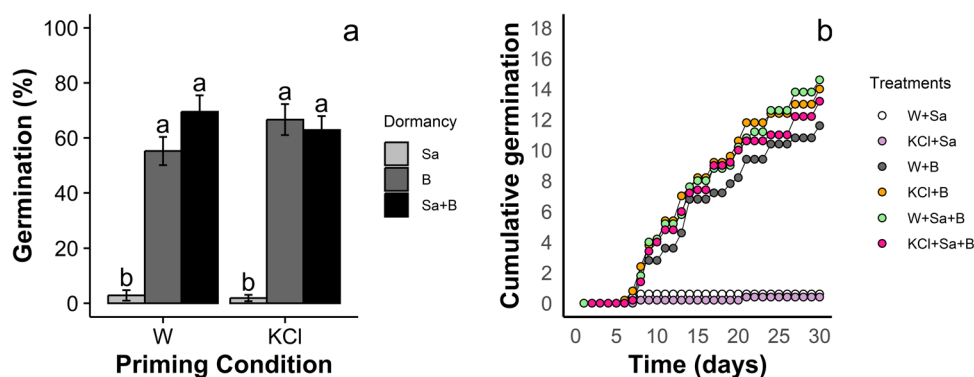 a
Germination (%)
100
80
60
40
20
0
b
a
a
b
a
a
W
KCl
Priming Condition
Dormancy
Sa
B
Sa+B
b
Cumulative germination
18
16
14
12
10
8
6
4
2
0
0
5
10
15
20
25
30
Time (days)
Treatments
W+Sa
KCl+Sa
W+B
KCl+B
W+Sa+B
KCl+Sa+B